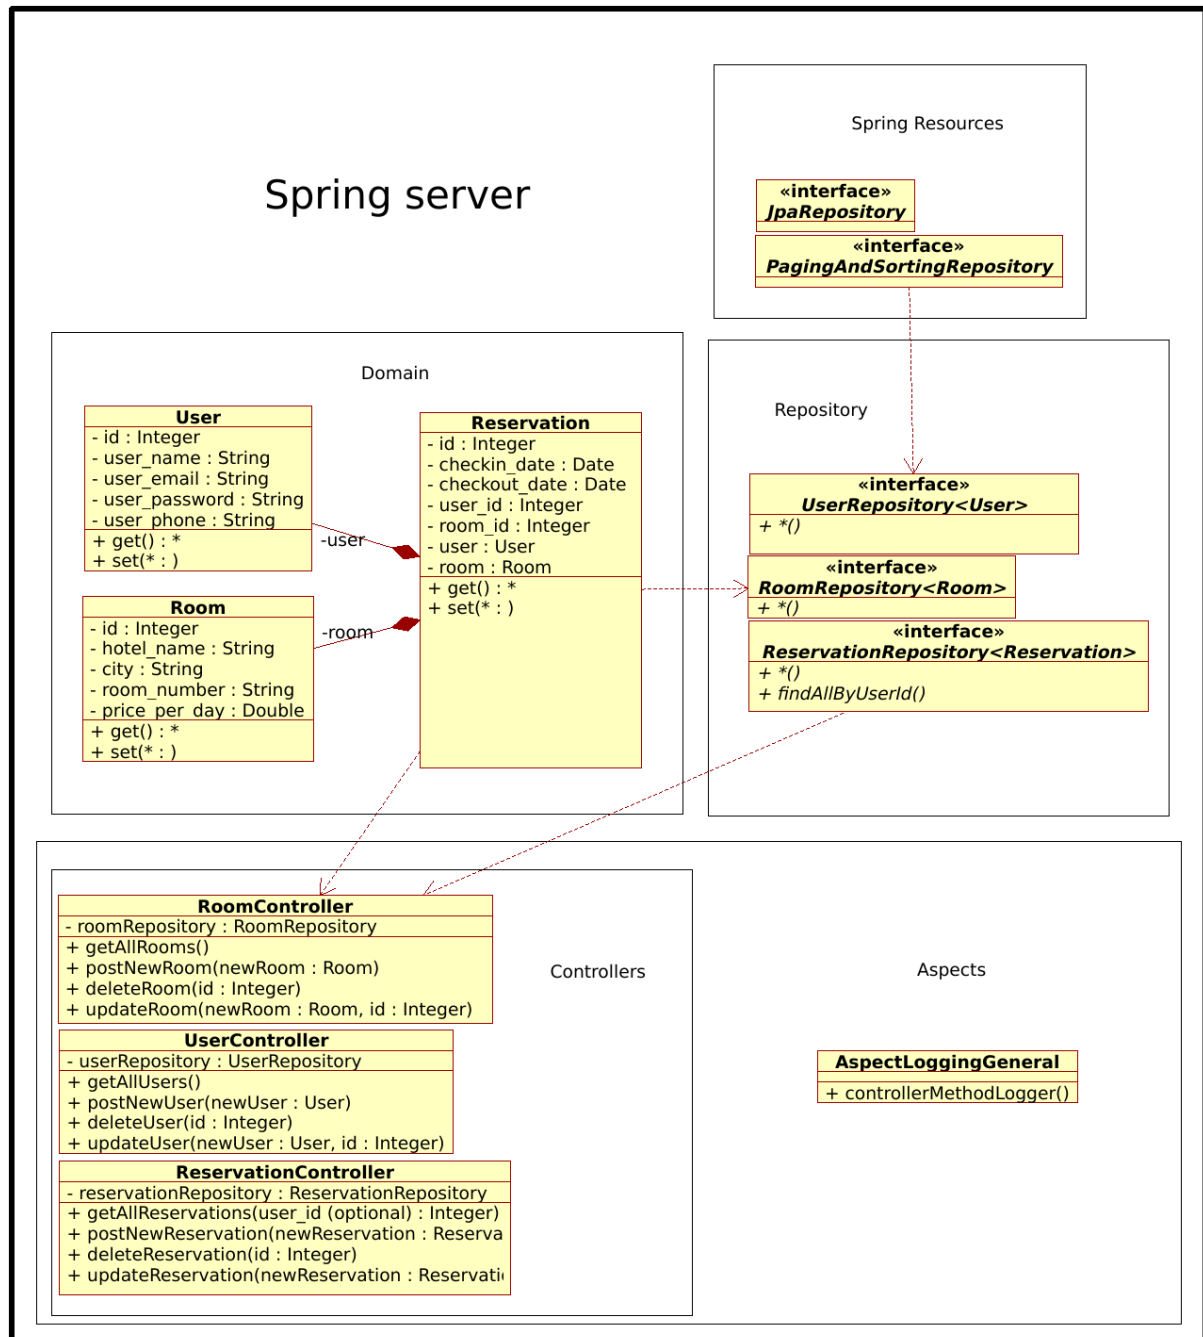 Spring server
Spring Resources
«interface»
JpaRepository
«interface»
PagingAndSortingRepository
Domain
User
- id : Integer
- user_name : String
- user_email : String
- user_password : String
- user_phone : String
+ get() : *
+ set(* : )
-user
Room
- id : Integer
- hotel_name : String
- city : String
- room_number : String
- price_per_day : Double
+ get() : *
+ set(* : )
-room
Reservation
- id : Integer
- checkin_date : Date
- checkout_date : Date
- user_id : Integer
- room_id : Integer
- user : User
- room : Room
+ get() : *
+ set(* : )
Repository
«interface»
UserRepository<User>
+ *()
«interface»
RoomRepository<Room>
+ *()
«interface»
ReservationRepository<Reservation>
+ *()
+ findAllByUserId()
RoomController
- roomRepository : RoomRepository
+ getAllRooms()
+ postNewRoom(newRoom : Room)
+ deleteRoom(id : Integer)
+ updateRoom(newRoom : Room, id : Integer)
Controllers
UserController
- userRepository : UserRepository
+ getAllUsers()
+ postNewUser(newUser : User)
+ deleteUser(id : Integer)
+ updateUser(newUser : User, id : Integer)
ReservationController
- reservationRepository : ReservationRepository
+ getAllReservations(user_id (optional) : Integer)
+ postNewReservation(newReservation : Reserva
+ deleteReservation(id : Integer)
+ updateReservation(newReservation : Reservati
Aspects
AspectLoggingGeneral
+ controllerMethodLogger()